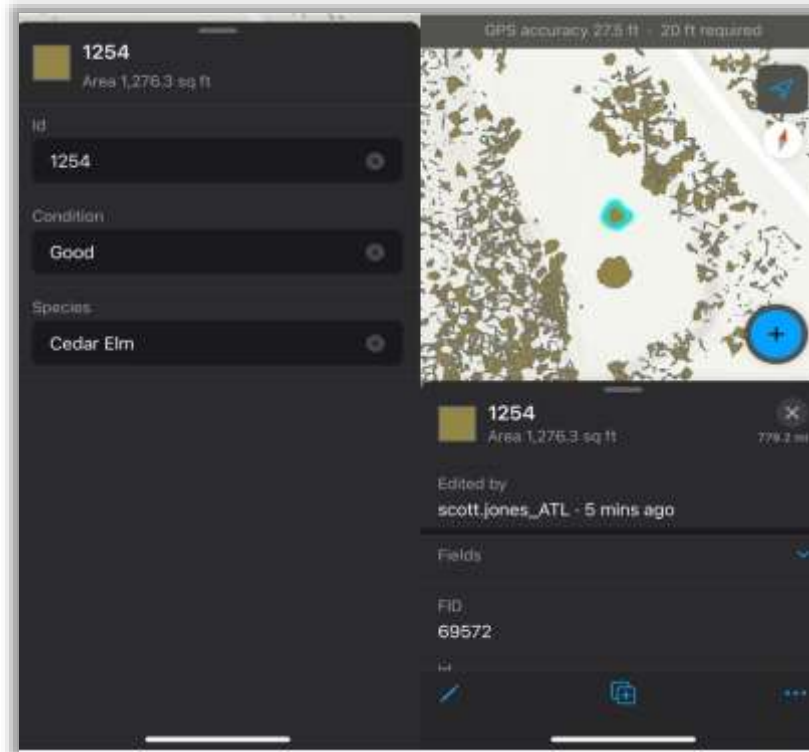 1254
Area 1,276.3 sq ft
Id
1254
Condition
Good
Species
Cedar Elm
GPS accuracy 27.5 ft - 20 ft required
1254
Area 1,276.3 sq ft
779.2 mi
Edited by
scott.jones_ATL - 5 mins ago
Fields
FID
69572
Id